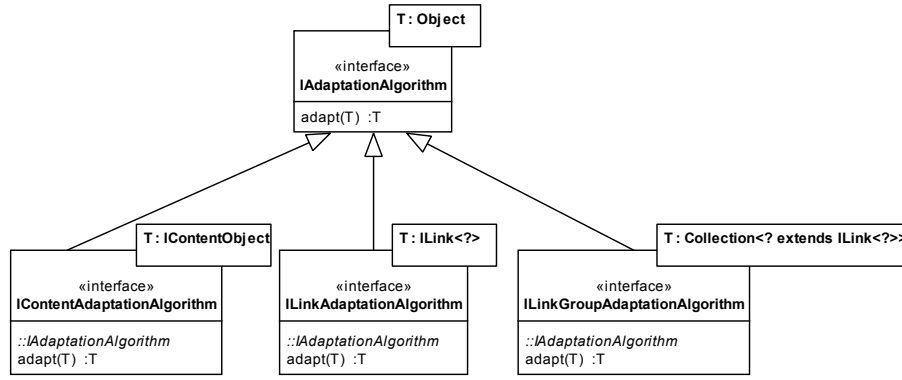 T : Object
«interface»
IAdaptationAlgorithm
adapt(T) :T
T : IContentObject
«interface»
IContentAdaptationAlgorithm
::IAdaptationAlgorithm
adapt(T) :T
T : ILink<?>
«interface»
ILinkAdaptationAlgorithm
::IAdaptationAlgorithm
adapt(T) :T
T : Collection<? extends ILink<?>>
«interface»
ILinkGroupAdaptationAlgorithm
::IAdaptationAlgorithm
adapt(T) :T